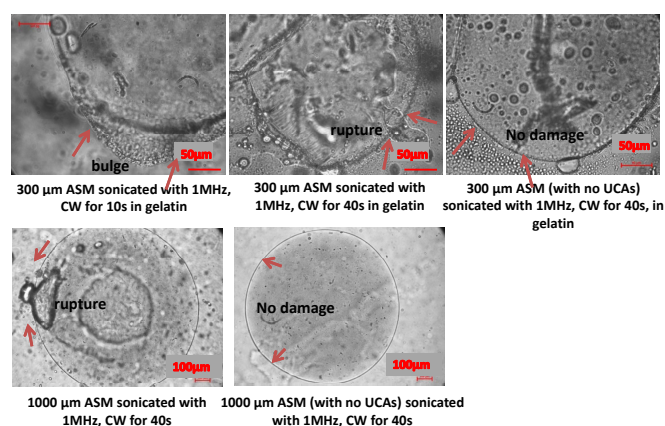 bulge
50µm
rupture
50µm
No damage
50µm
300 µm ASM sonicated with 1MHz,
CW for 10s in gelatin
300 µm ASM sonicated with
1MHz, CW for 40s in gelatin
300 µm ASM (with no UCAs)
sonicated with 1MHz, CW for 40s, in
gelatin
rupture
100µm
No damage
100µm
1000 µm ASM sonicated with
1MHz, CW for 40s
1000 µm ASM (with no UCAs) sonicated
with 1MHz, CW for 40s